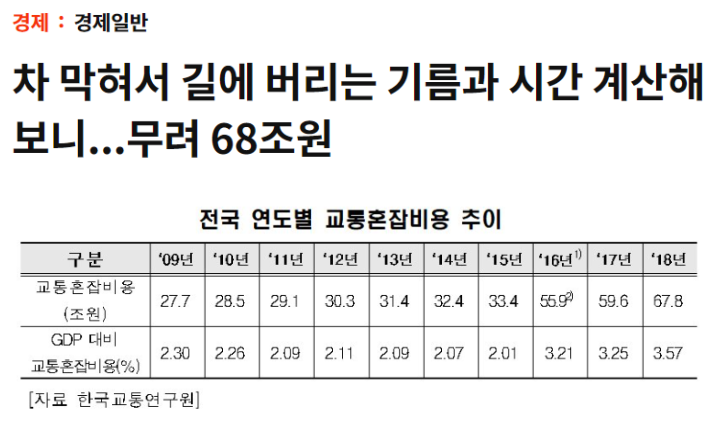 경제 : 경제일반
차 막혀서 길에 버리는 기름과 시간 계산해
보니...무려 68조원
전국 연도별 교통혼잡비용 추이
구분 '09년 '10년 '11년 '12년 '13년 '14년 '15년 '16년1) '17년 '18년
교통혼잡비용
(조원) 27.7 28.5 29.1 30.3 31.4 32.4 33.4 55.92) 59.6 67.8
GDP 대비
교통혼잡비용(%) 2.30 2.26 2.09 2.11 2.09 2.07 2.01 3.21 3.25 3.57
[자료 한국교통연구원]